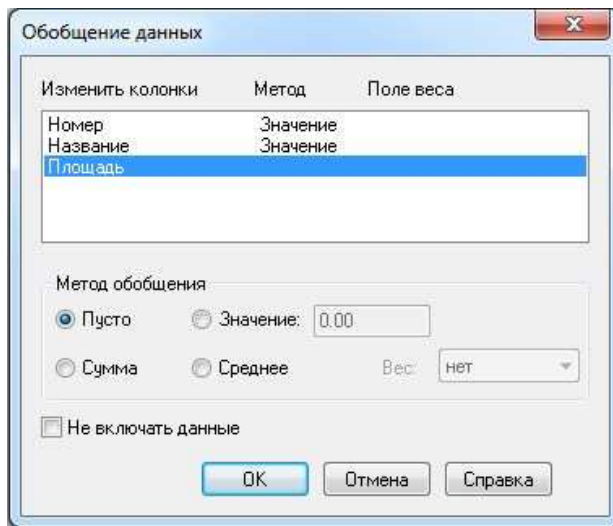 Обобщение данных
Изменить колонки Метод Поле веса
Номер Значение
Название Значение
Площадь
Метод обобщения
Пусто Значение: 0.00
Сумма Среднее Вес: нет
Не включать данные
OK Отмена Справка